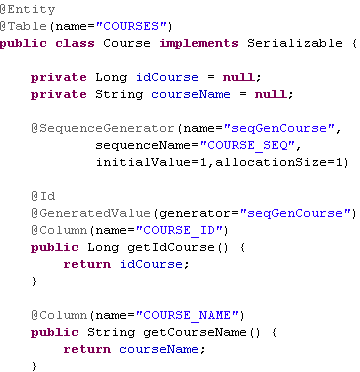 @Entity
@Table(name="COURSES")
public class Course implements Serializable {
private Long idCourse = null;
private String courseName = null;
@SequenceGenerator(name="seqGenCourse",
sequenceName="COURSE_SEQ",
initialValue=1,allocationSize=1)
@Id
@GeneratedValue(generator="seqGenCourse")
@Column(name="COURSE_ID")
public Long getIdCourse() {
return idCourse;
}
@Column(name="COURSE_NAME")
public String getCourseName() {
return courseName;
}